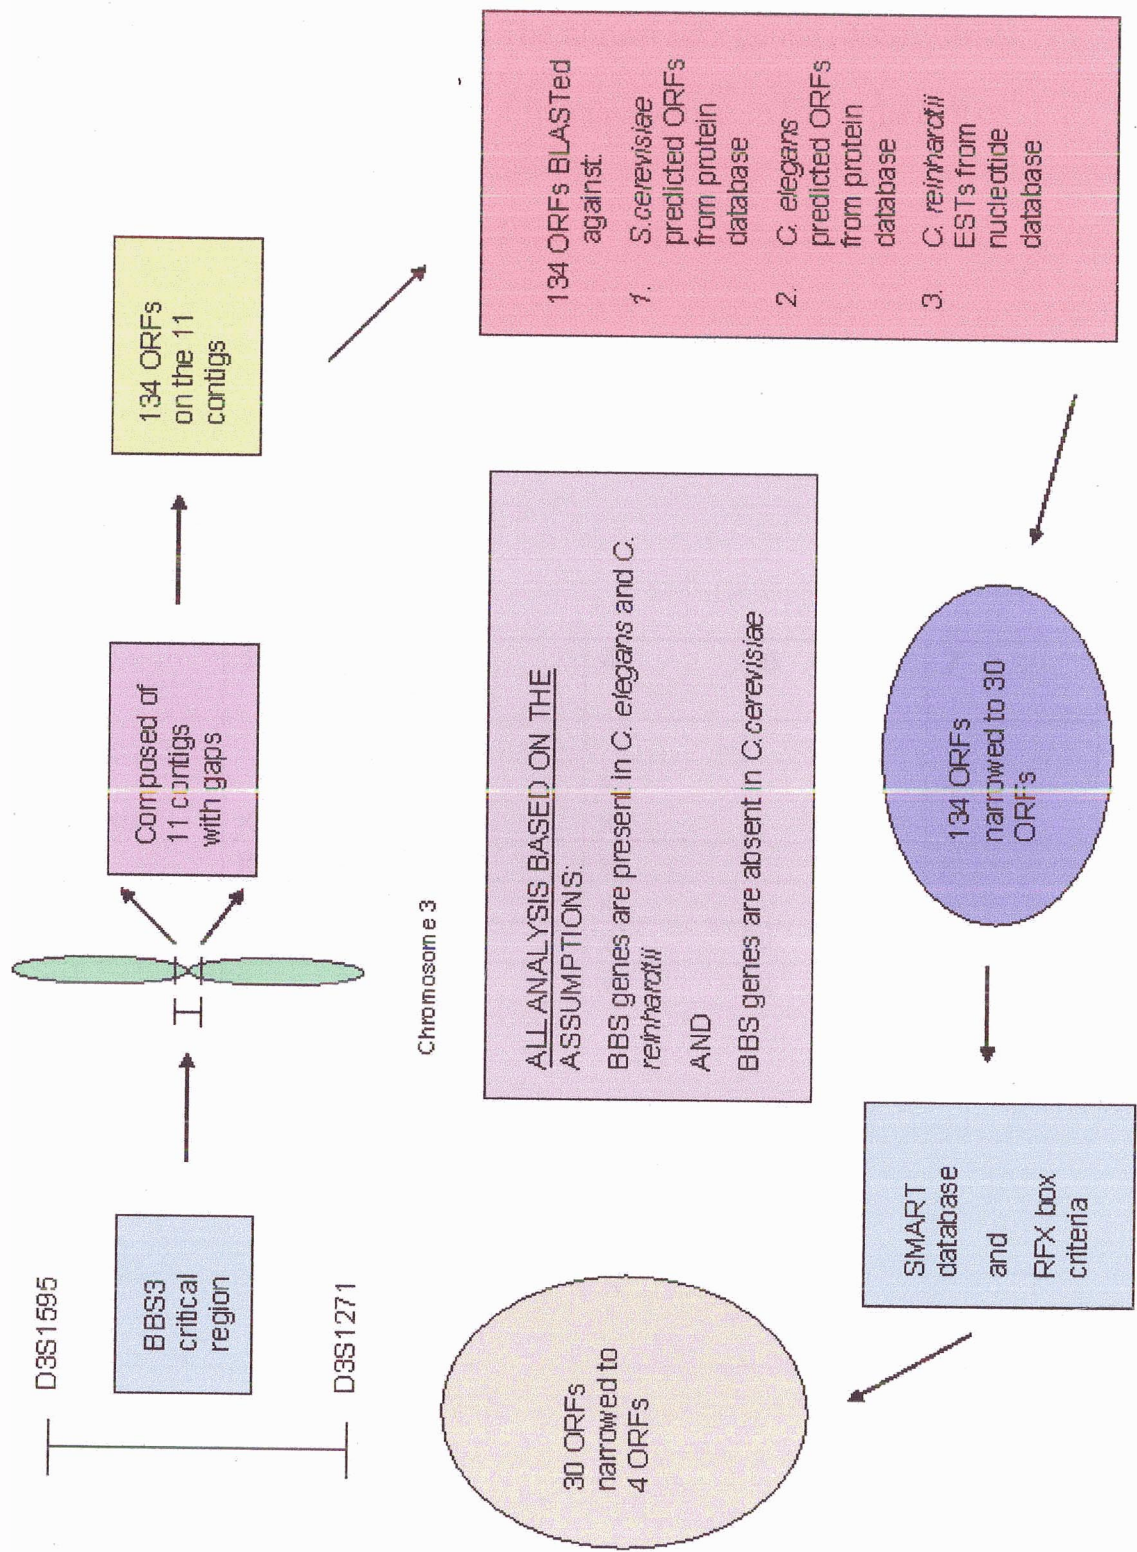 D3S1595
BBS3
critical
region
D3S1271
Chromosome 3
Composed of
11 contigs
with gaps
134 ORFs
on the 11
contigs
134 ORFs BLASTed
against:
1. S.cerevisiae
predicted ORFs
from protein
database
2. C. elegans
predicted ORFs
from protein
database
3. C. reinhardtii
ESTs from
nucleotide
database
ALL ANALYSIS BASED ON THE
ASSUMPTIONS:
BBS genes are present in C. elegans and C.
reinhardtii
AND
BBS genes are absent in C.cerevisiae
134 ORFs
narrowed to 30
ORFs
SMART
database
and
RFX box
criteria
30 ORFs
narrowed to
4 ORFs